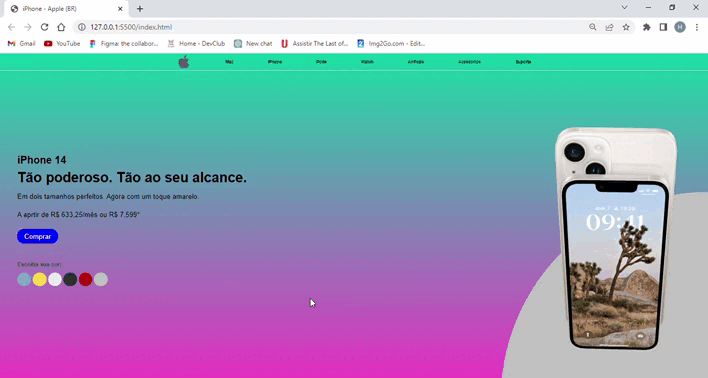 iPhone - Apple (BR)
127.0.0.1:5500/index.html
H
Gmail
YouTube
Figma: the collabor...
Home - DevClub
New chat
Assistir The Last of...
Img2Go.com - Edit...
Mac
iPhone
Watch
AirPods
Acessórios
Suporte
iPhone 14
Tão poderoso. Tão ao seu alcance.
Em dois tamanhos perfeitos. Agora com um toque amarelo.
A aprtir de R$ 633,25/mês ou R$ 7.599*
Comprar
Escolha sua cor:
09:41